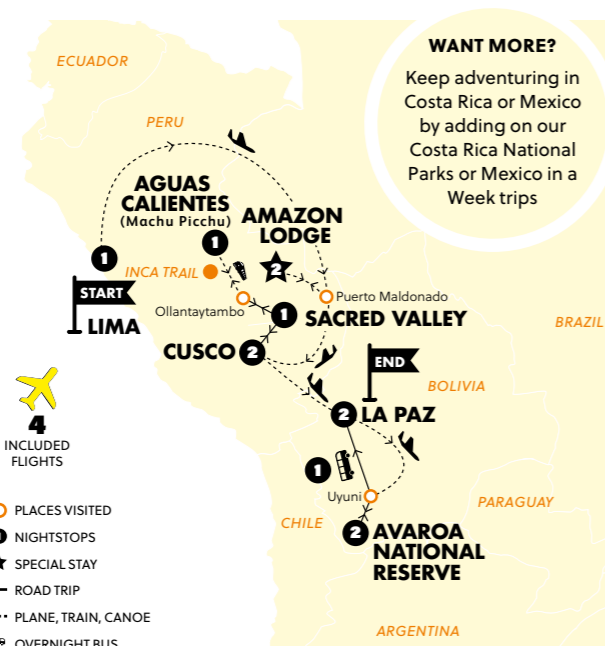 WANT MORE?
Keep adventuring in
Costa Rica or Mexico
by adding on our
Costa Rica National
Parks or Mexico in a
Week trips
ECUADOR
PERU
AGUAS
CALIENTES
(Machu Picchu)
1
AMAZON
LODGE
2
1
INCA TRAIL
START
LIMA
Ollantaytambo
Puerto Maldonado
1
SACRED VALLEY
BRAZIL
CUSCO 2
END
BOLIVIA
2 LA PAZ
4
INCLUDED
FLIGHTS
1
Uyuni
PARAGUAY
CHILE
2 AVAROA
NATIONAL
RESERVE
ARGENTINA
PLACES VISITED
1 NIGHTSTOPS
SPECIAL STAY
ROAD TRIP
PLANE, TRAIN, CANOE
OVERNIGHT BUS